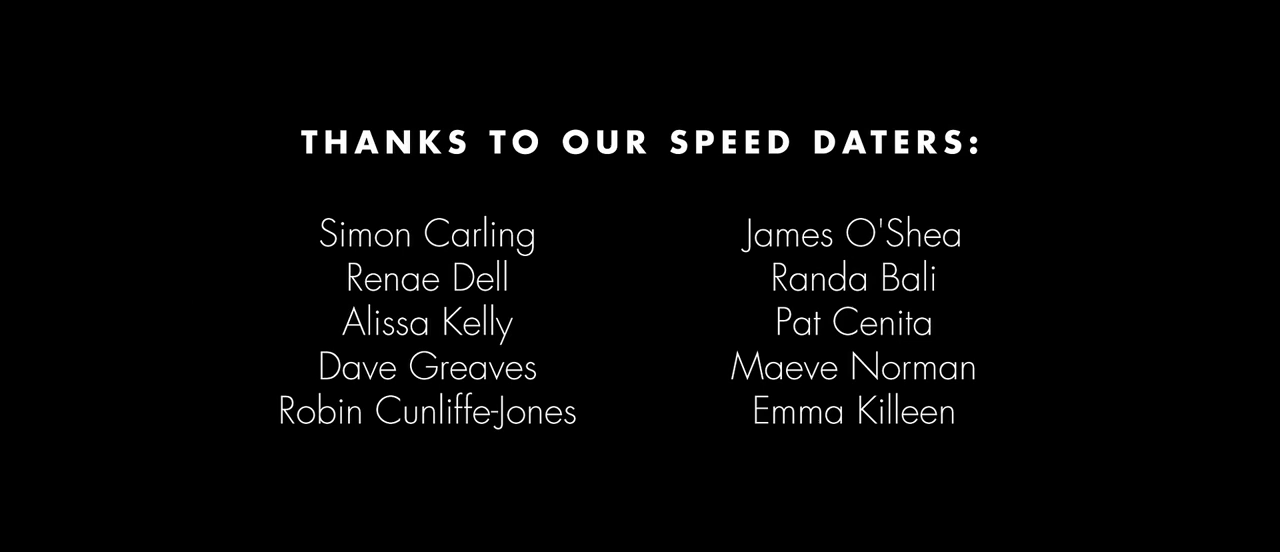 THANKS TO OUR SPEED DATERS:
Simon Carling
Renae Dell
Alissa Kelly
Dave Greaves
Robin Cunliffe-Jones
James O'Shea
Randa Bali
Pat Cenita
Maeve Norman
Emma Killeen